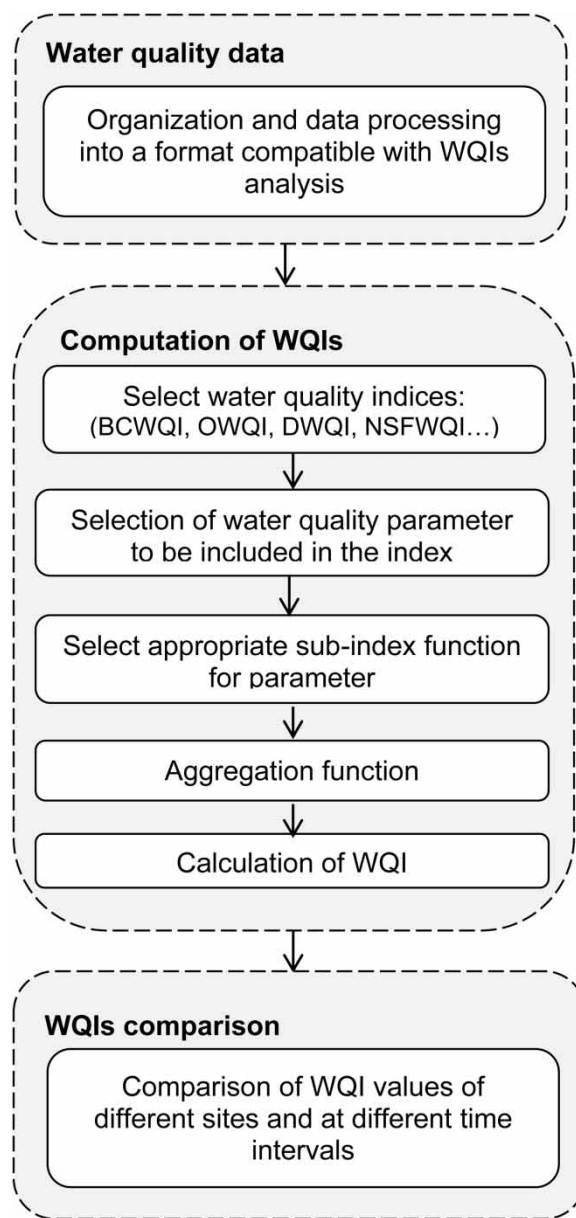 Water quality data
Organization and data processing
into a format compatible with WQIs
analysis
Computation of WQIs
Select water quality indices:
(BCWQI, OWQI, DWQI, NSFWQI…)
Selection of water quality parameter
to be included in the index
Select appropriate sub-index function
for parameter
Aggregation function
Calculation of WQI
WQIs comparison
Comparison of WQI values of
different sites and at different time
intervals